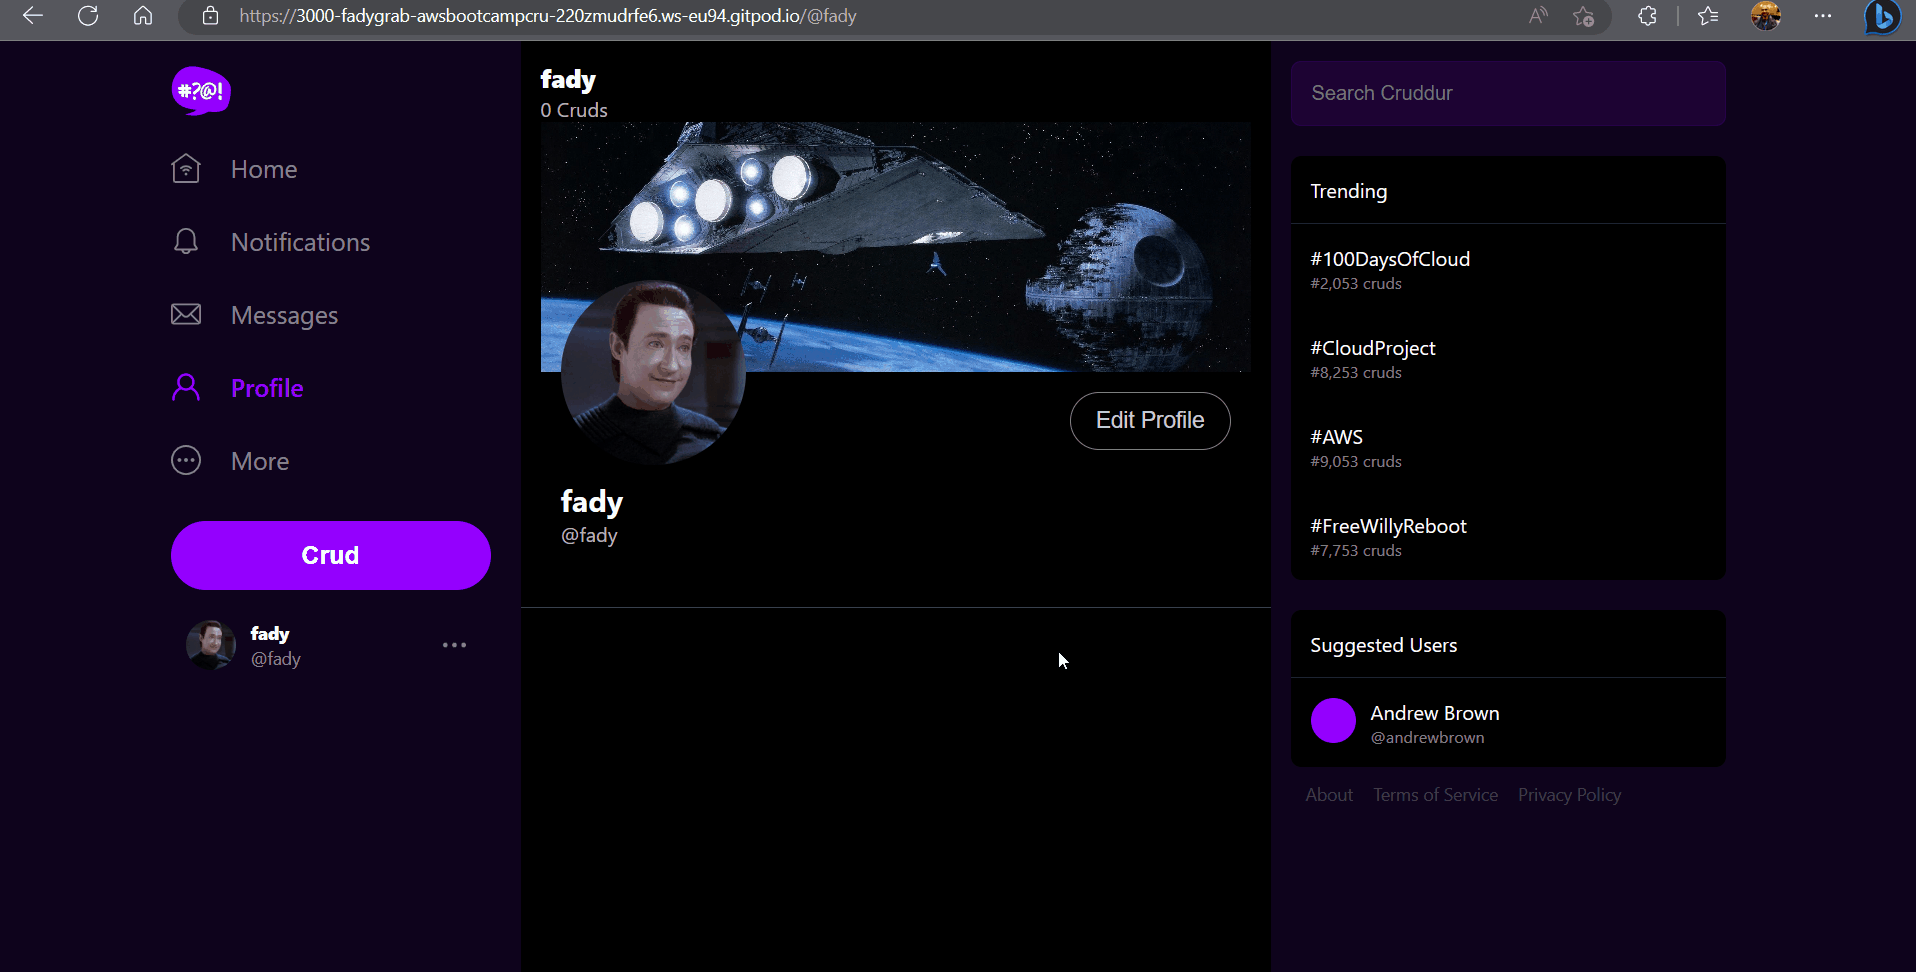 https://3000-fadygrab-awsbootcampcru-220zmudrfe6.ws-eu94.gitpod.io/@fady
#?@!
Home
Notifications
Messages
Profile
More
Crud
fady
@fady
fady
0 Cruds
Edit Profile
fady
@fady
Search Cruddur
Trending
#100DaysOfCloud
#2,053 cruds
#CloudProject
#8,253 cruds
#AWS
#9,053 cruds
#FreeWillyReboot
#7,753 cruds
Suggested Users
Andrew Brown
@andrewbrown
About Terms of Service Privacy Policy